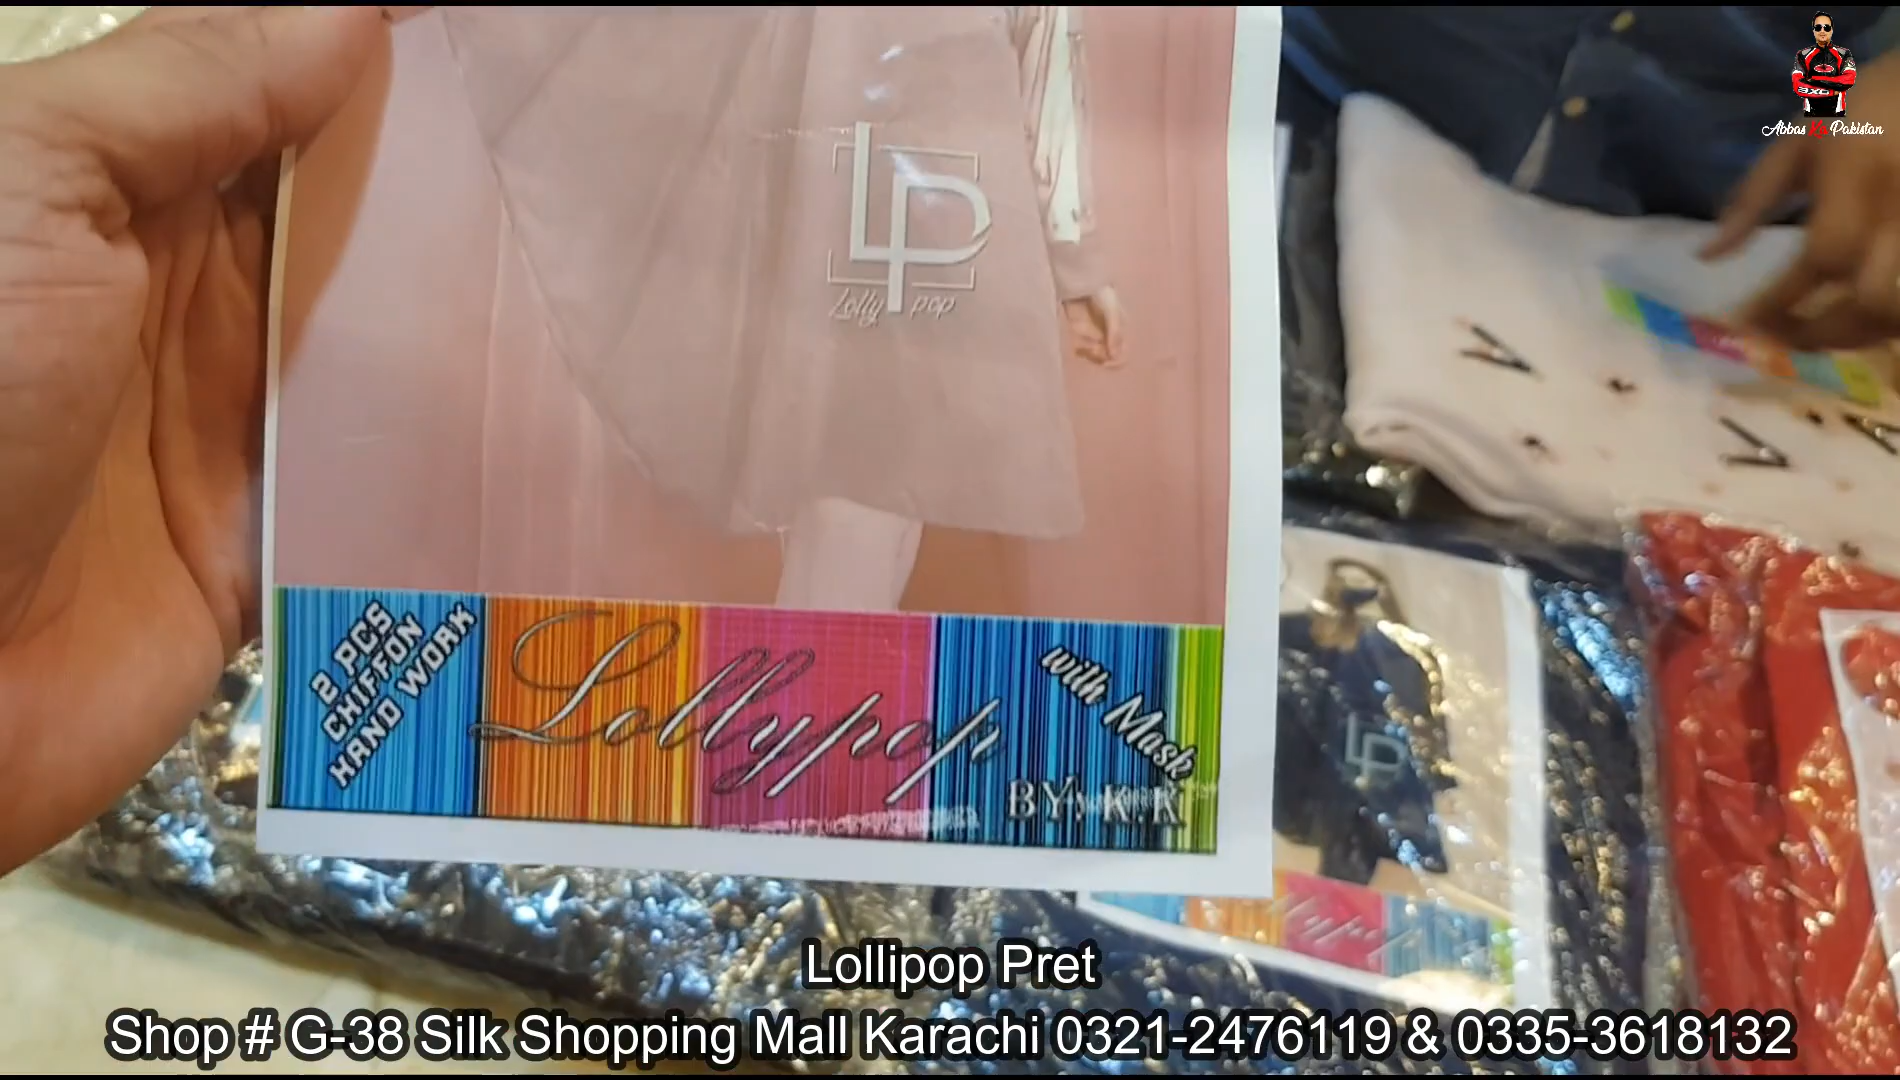 Abbas Ka Pakistan
LP
Lolly pop
2 PCS
CHIFFON
HAND WORK
Lollypop
with Mask
BY. K.K
LP
Lollipop Pret
Shop # G-38 Silk Shopping Mall Karachi 0321-2476119 & 0335-3618132